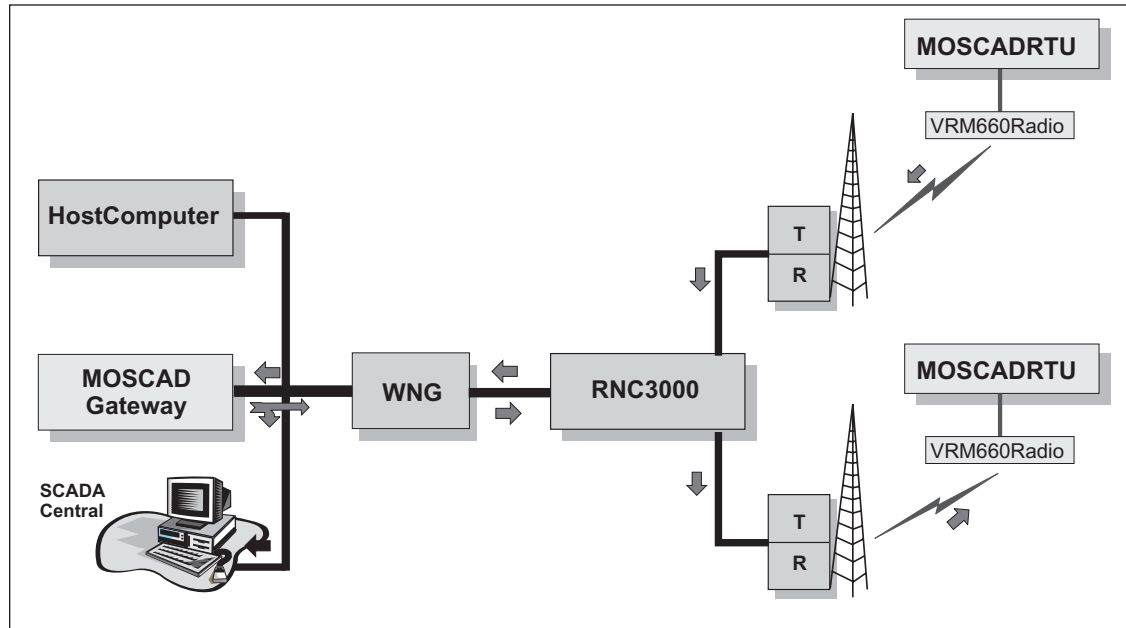 MOSCADRTU
VRM660Radio
HostComputer
T
R
MOSCAD
Gateway
WNG
RNC3000
MOSCADRTU
VRM660Radio
SCADA
Central
T
R